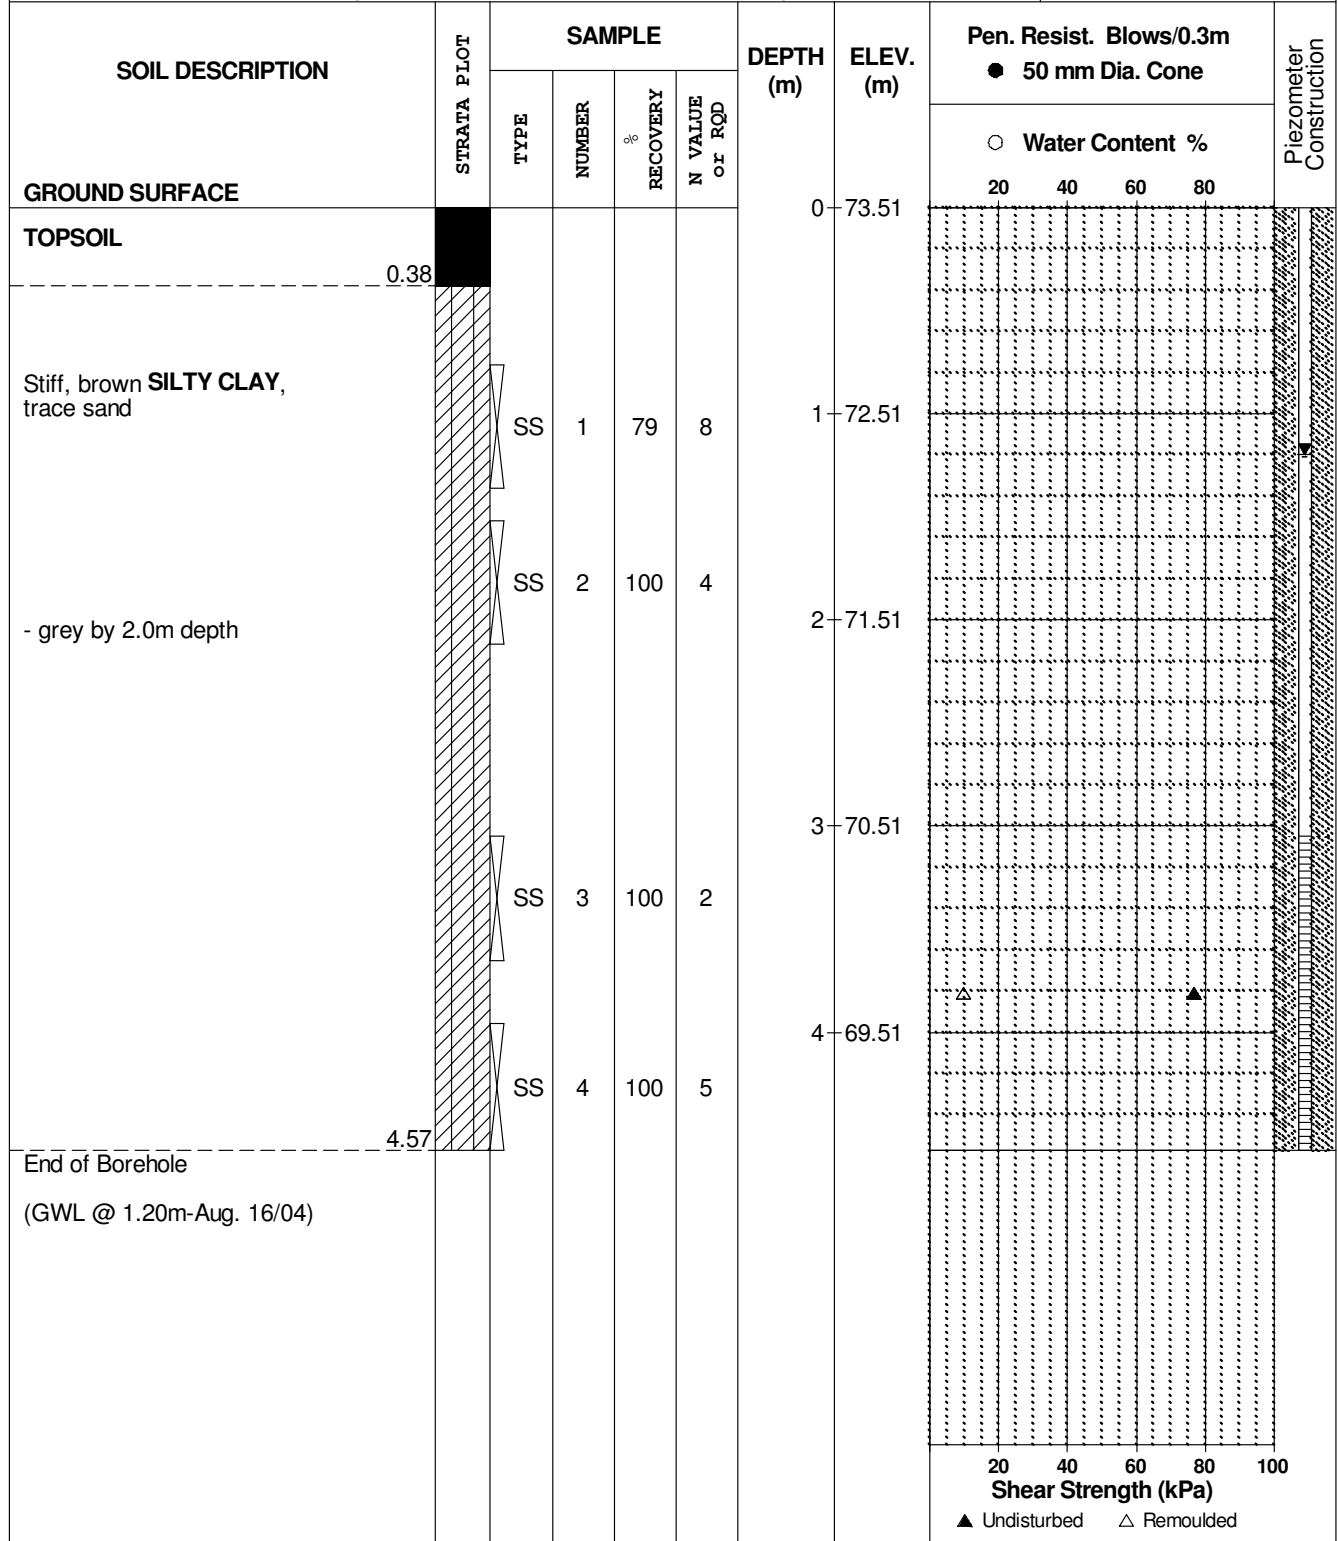 SOIL DESCRIPTION
STRATA PLOT
SAMPLE
TYPE
NUMBER
%
RECOVERY
N VALUE
or RQD
DEPTH
(m)
ELEV.
(m)
Pen. Resist. Blows/0.3m
● 50 mm Dia. Cone
○ Water Content %
20 40 60 80
Piezometer
Construction
GROUND SURFACE
0 73.51
TOPSOIL
0.38
Stiff, brown SILTY CLAY,
trace sand
SS 1 79 8
1 72.51
SS 2 100 4
- grey by 2.0m depth
2 71.51
3 70.51
SS 3 100 2
4 69.51
SS 4 100 5
4.57
End of Borehole
(GWL @ 1.20m-Aug. 16/04)
20 40 60 80 100
Shear Strength (kPa)
▲ Undisturbed △ Remoulded